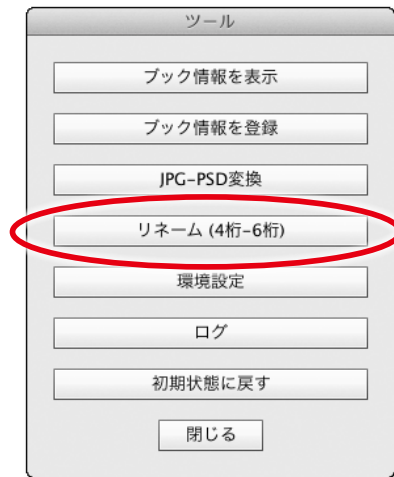 ツール
ブック情報を表示
ブック情報を登録
JPG-PSD変換
リネーム (4桁-6桁)
環境設定
ログ
初期状態に戻す
閉じる